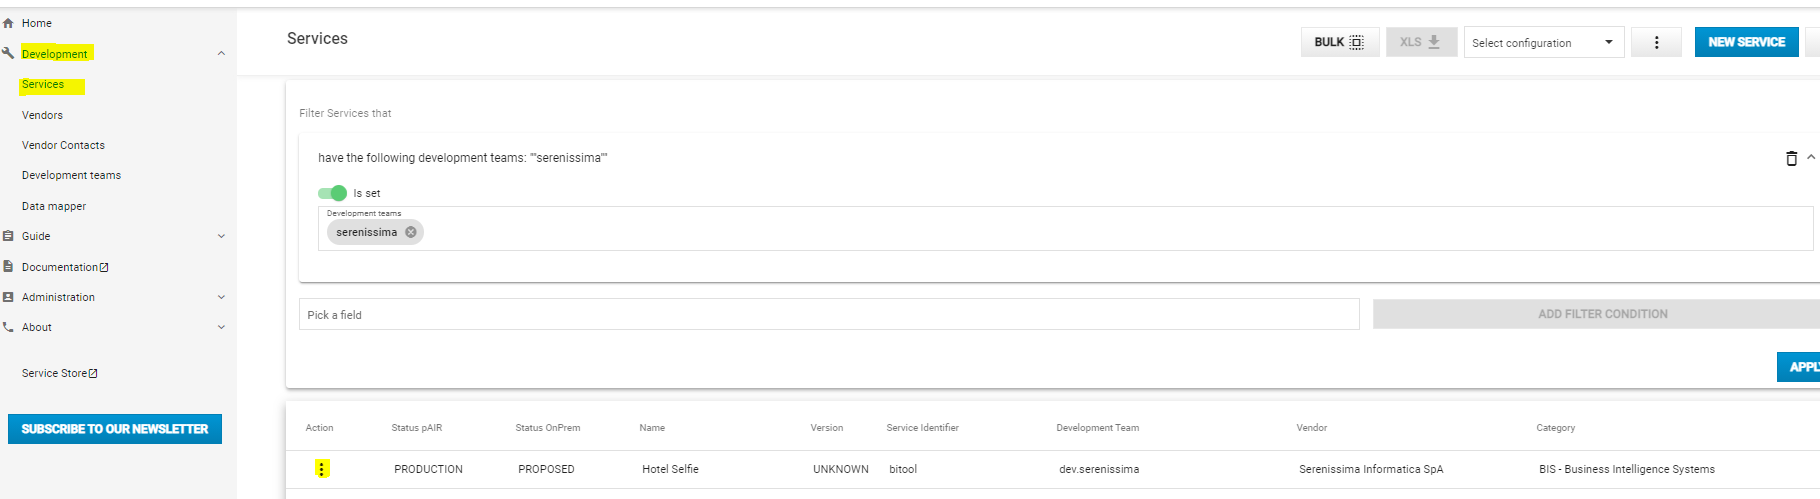 Home
Development
Services
Vendors
Vendor Contacts
Development teams
Data mapper
Guide
Documentation
Administration
About
Service Store
SUBSCRIBE TO OUR NEWSLETTER
Services
BULK XLS Select configuration NEW SERVICE
Filter Services that
have the following development teams: ""serenissima""
Is set
Development teams
serenissima
Pick a field ADD FILTER CONDITION
APPLY
Action Status pAIR Status OnPrem Name Version Service Identifier Development Team Vendor Category
PRODUCTION PROPOSED Hotel Selfie UNKNOWN bitool dev.serenissima Serenissima Informatica SpA BIS - Business Intelligence Systems